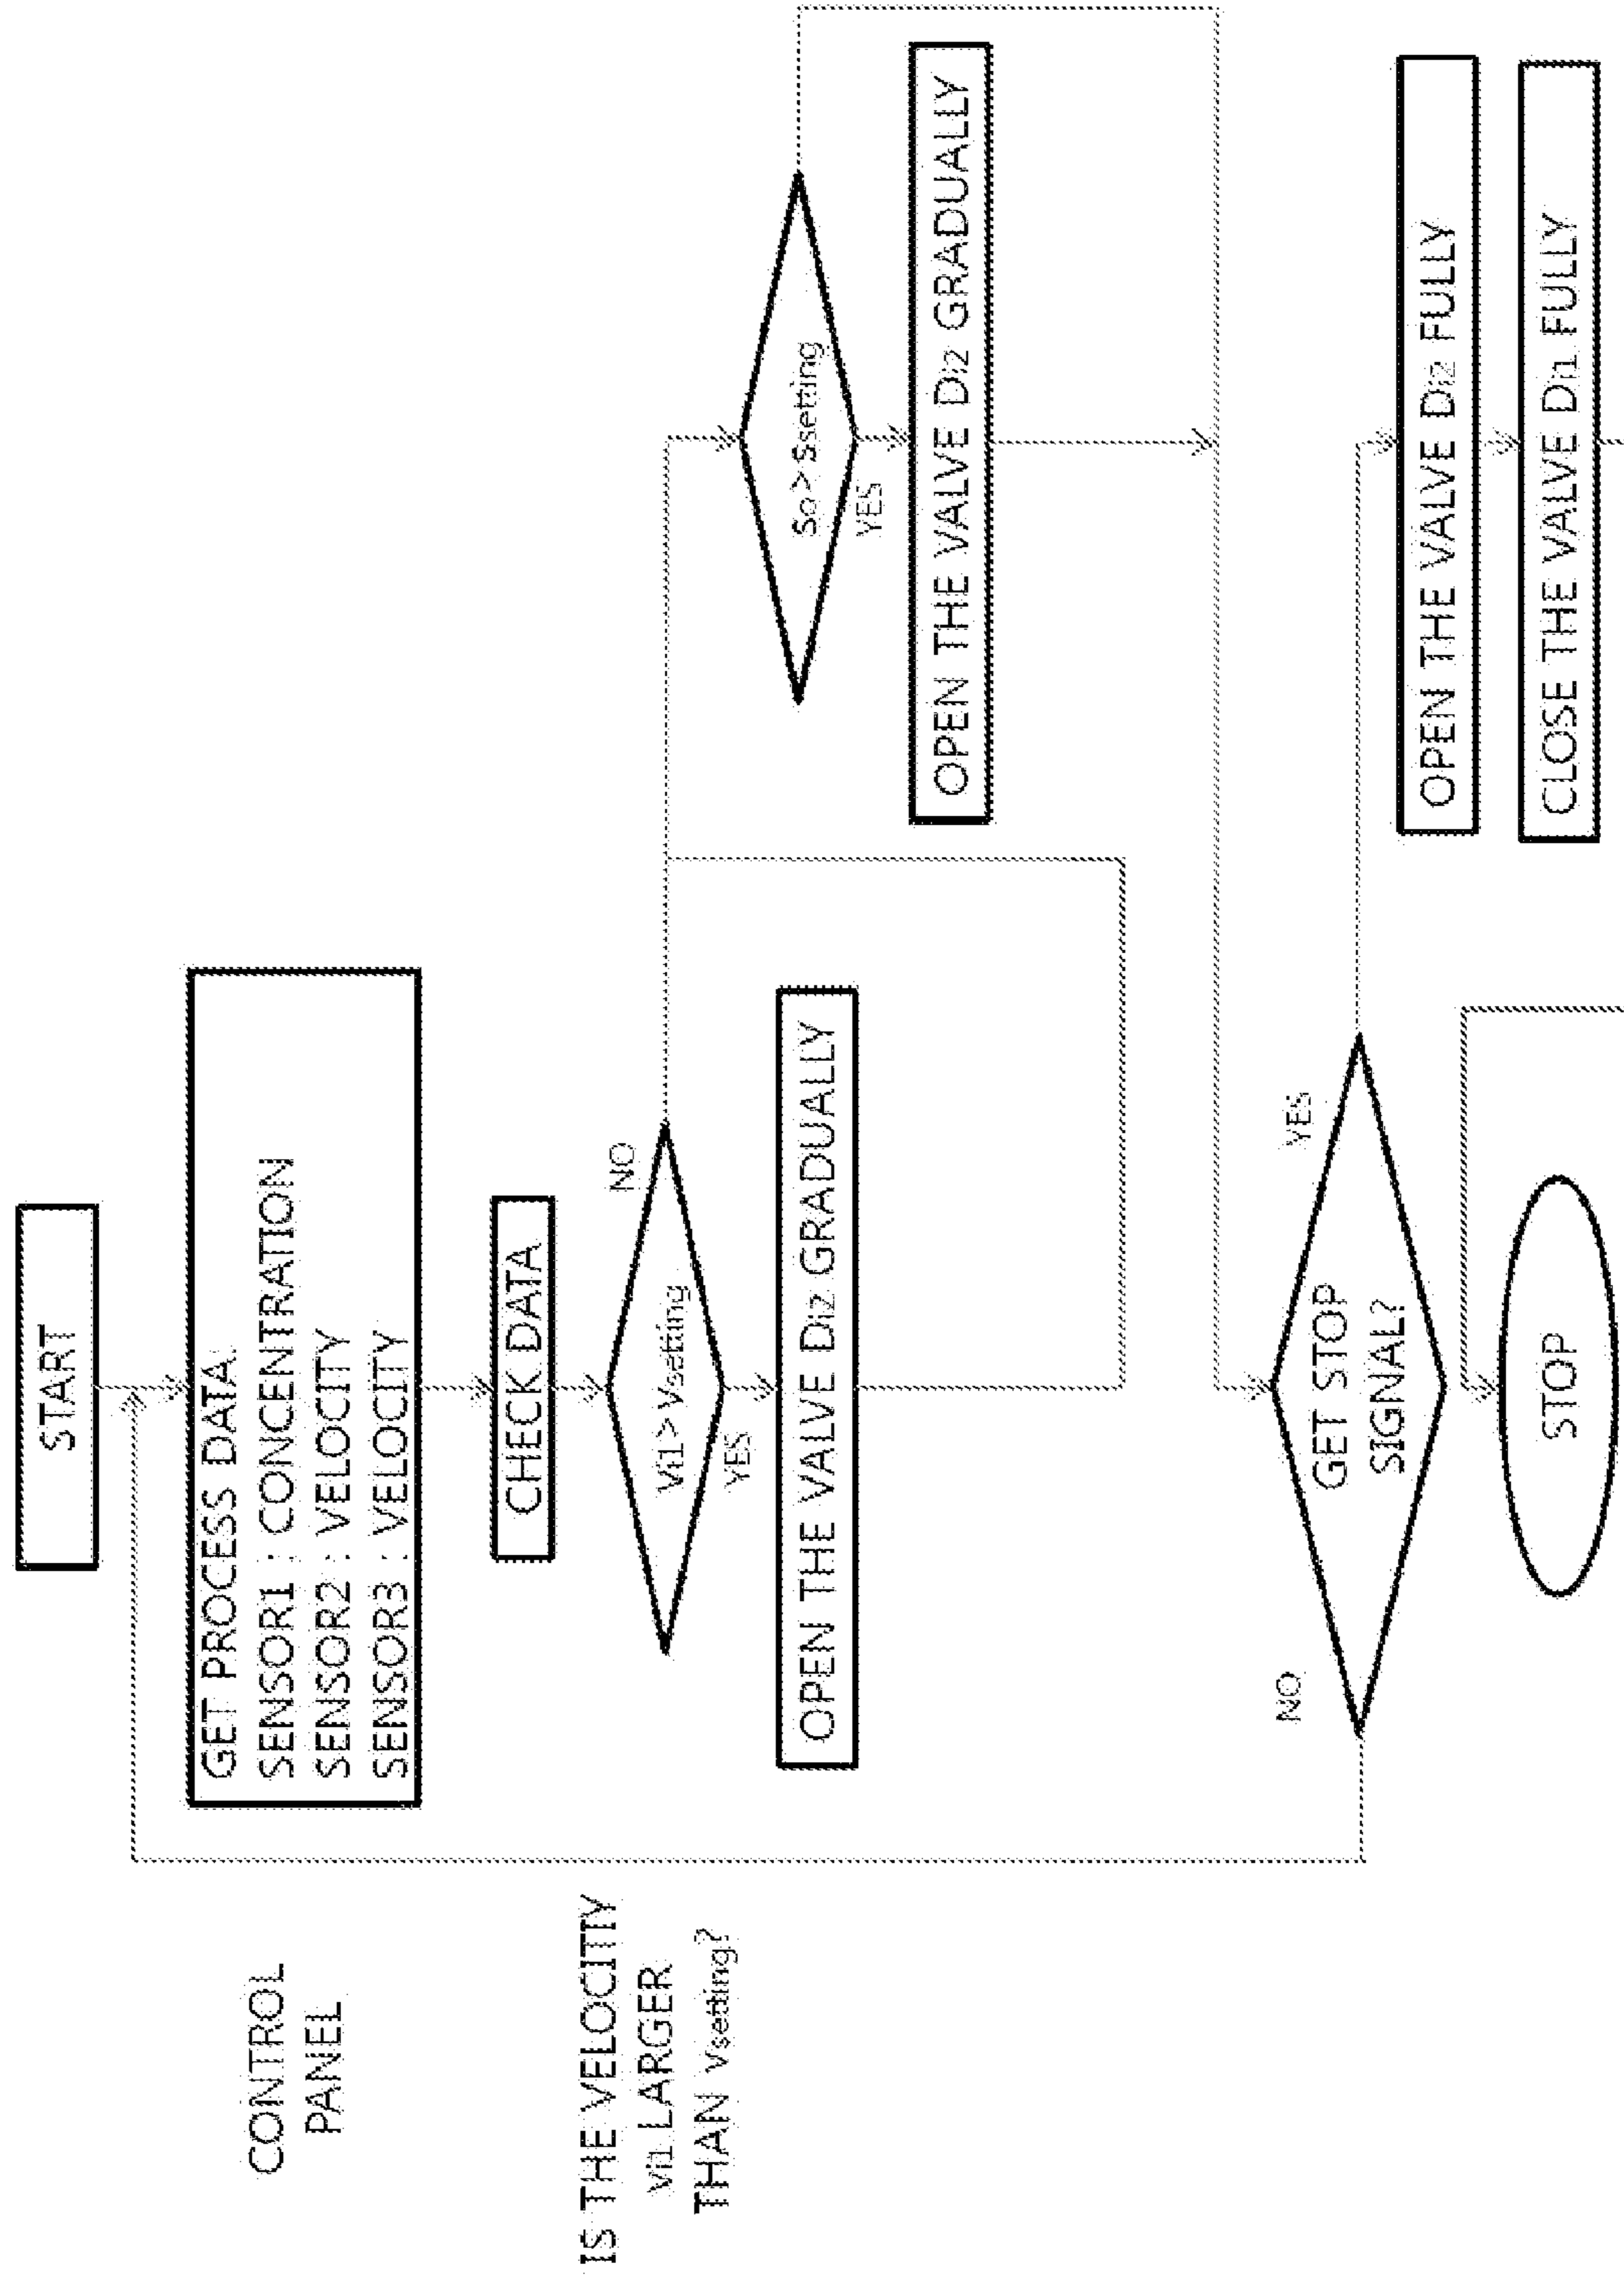 START
CONTROL
PANEL
GET PROCESS DATA:
SENSOR1 : CONCENTRATION
SENSOR2 : VELOCITY
SENSOR3 : VELOCITY
CHECK DATA
IS THE VELOCITIY
Vi1 LARGER
THAN Vsetting?
Vi1 > Vsetting
NO
YES
OPEN THE VALVE Di2 GRADUALLY
So > Ssetting
YES
OPEN THE VALVE Di2 GRADUALLY
NO
GET STOP
SIGNAL?
YES
OPEN THE VALVE Di2 FULLY
CLOSE THE VALVE Di1 FULLY
STOP